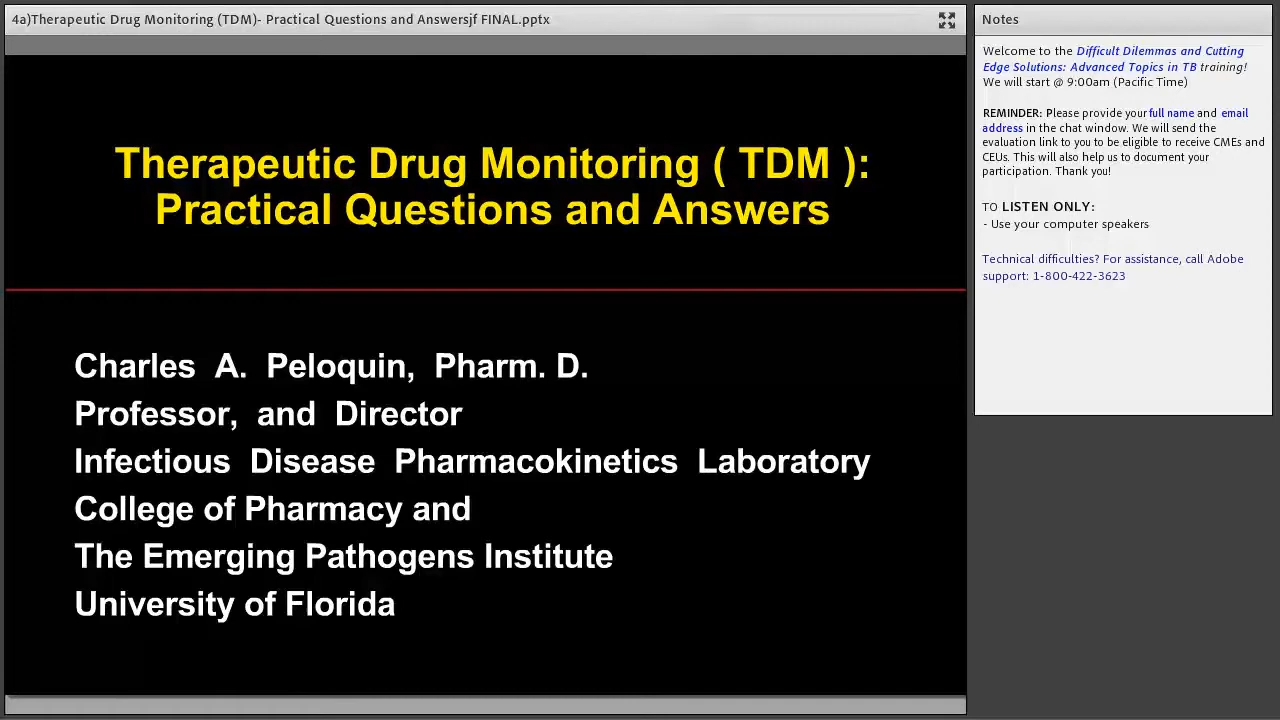 4a)Therapeutic Drug Monitoring (TDM)- Practical Questions and Answersjf FINAL.pptx
Therapeutic Drug Monitoring ( TDM ):
Practical Questions and Answers
Charles A. Peloquin, Pharm. D.
Professor, and Director
Infectious Disease Pharmacokinetics Laboratory
College of Pharmacy and
The Emerging Pathogens Institute
University of Florida
Notes
Welcome to the Difficult Dilemmas and Cutting
Edge Solutions: Advanced Topics in TB training!
We will start @ 9:00am (Pacific Time)
REMINDER: Please provide your full name and email
address in the chat window. We will send the
evaluation link to you to be eligible to receive CMEs and
CEUs. This will also help us to document your
participation. Thank you!
TO LISTEN ONLY:
- Use your computer speakers
Technical difficulties? For assistance, call Adobe
support: 1-800-422-3623